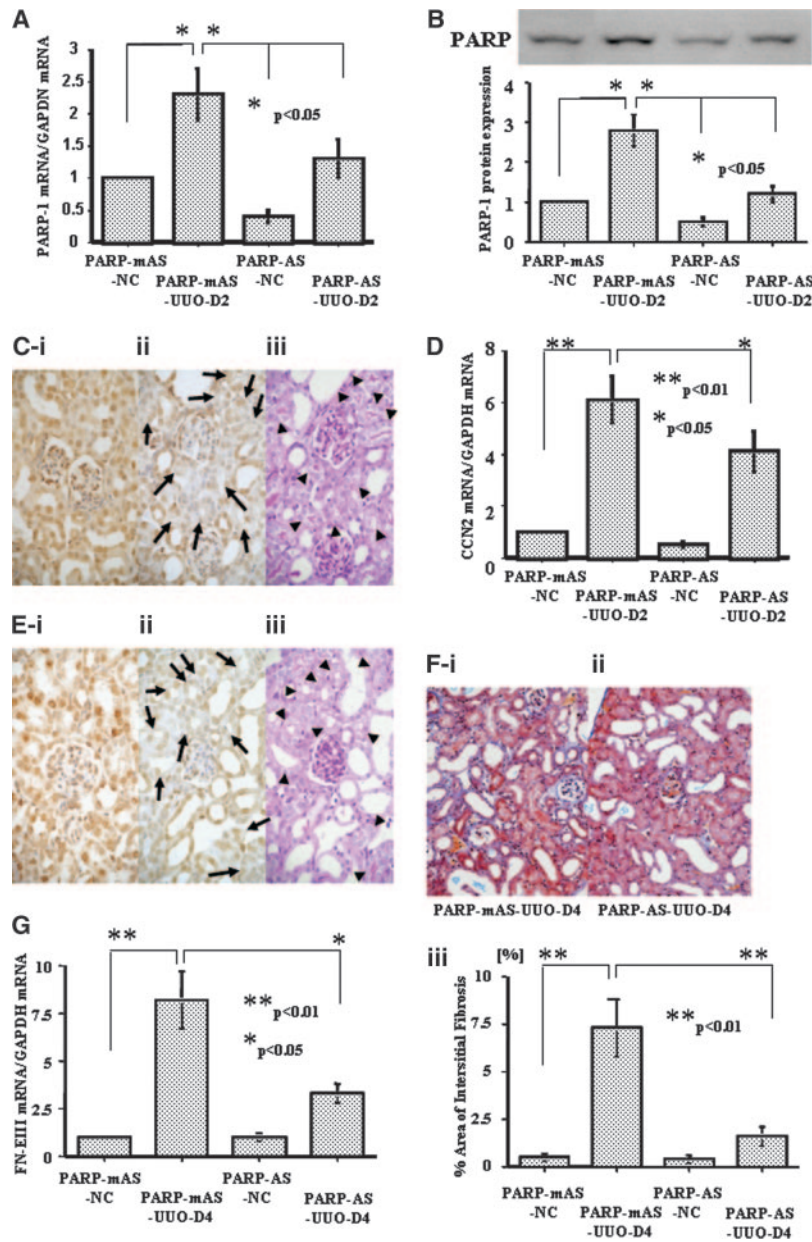 A
PARP-1 mRNA/GAPDN mRNA
3
2.5
2
1.5
1
0.5
0
* *
*
p<0.05
PARP-mAS
-NC
PARP-mAS
-UUO-D2
PARP-AS
-NC
PARP-AS
-UUO-D2
B
PARP
PARP-1 protein expression
4
3
2
1
0
* *
*
p<0.05
PARP-mAS
-NC
PARP-mAS
-UUO-D2
PARP-AS
-NC
PARP-AS
-UUO-D2
C-i
ii
iii
D
CCN2 mRNA/GAPDH mRNA
8
6
4
2
0
**
*
**p<0.01
*p<0.05
PARP-mAS
-NC
PARP-mAS
-UUO-D2
PARP-AS
-NC
PARP-AS
-UUO-D2
E-i
ii
iii
F-i
ii
PARP-mAS-UUO-D4
PARP-AS-UUO-D4
G
FN-EIII mRNA/GAPDH mRNA
10
7.5
5
2.5
0
**
*
**p<0.01
*p<0.05
PARP-mAS
-NC
PARP-mAS
-UUO-D4
PARP-AS
-NC
PARP-AS
-UUO-D4
iii
[%]
% Area of Intersitial Fibrosis
10
7.5
5
2.5
0
**
**
**p<0.01
PARP-mAS
-NC
PARP-mAS
-UUO-D4
PARP-AS
-NC
PARP-AS
-UUO-D4